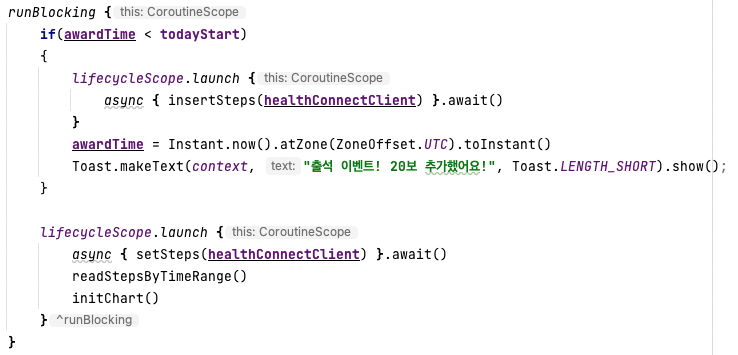 runBlocking { this: CoroutineScope
if(awardTime < todayStart)
{
lifecycleScope.launch { this: CoroutineScope
async { insertSteps(healthConnectClient) }.await()
}
awardTime = Instant.now().atZone(ZoneOffset.UTC).toInstant()
Toast.makeText(context, text: "출석 이벤트! 20보 추가했어요!", Toast.LENGTH_SHORT).show();
}
lifecycleScope.launch { this: CoroutineScope
async { setSteps(healthConnectClient) }.await()
readStepsByTimeRange()
initChart()
} ^runBlocking
}